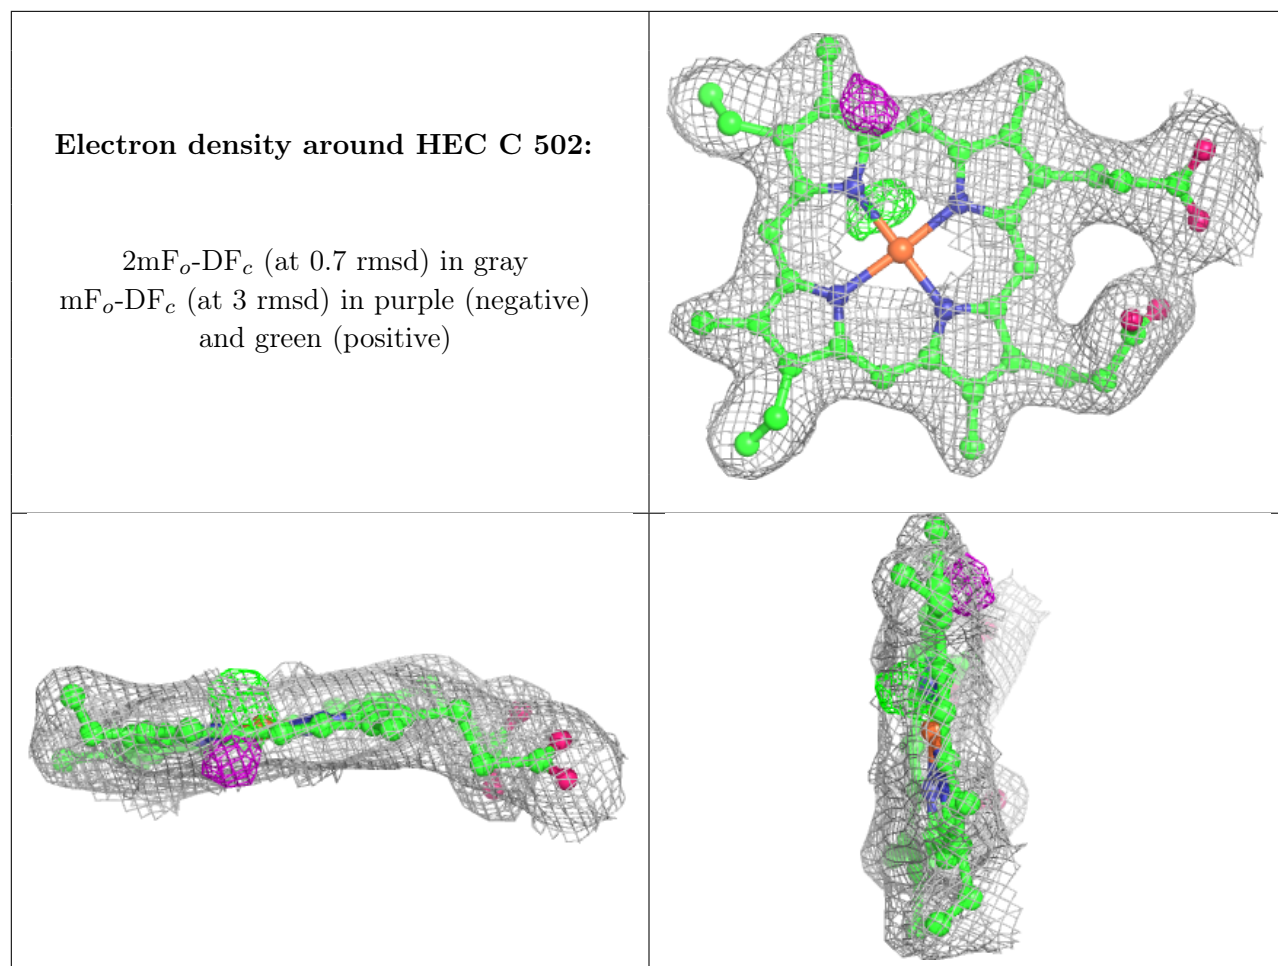 Electron density around HEC C 502:
2mFₒ-DF𝒸 (at 0.7 rmsd) in gray
mFₒ-DF𝒸 (at 3 rmsd) in purple (negative)
and green (positive)